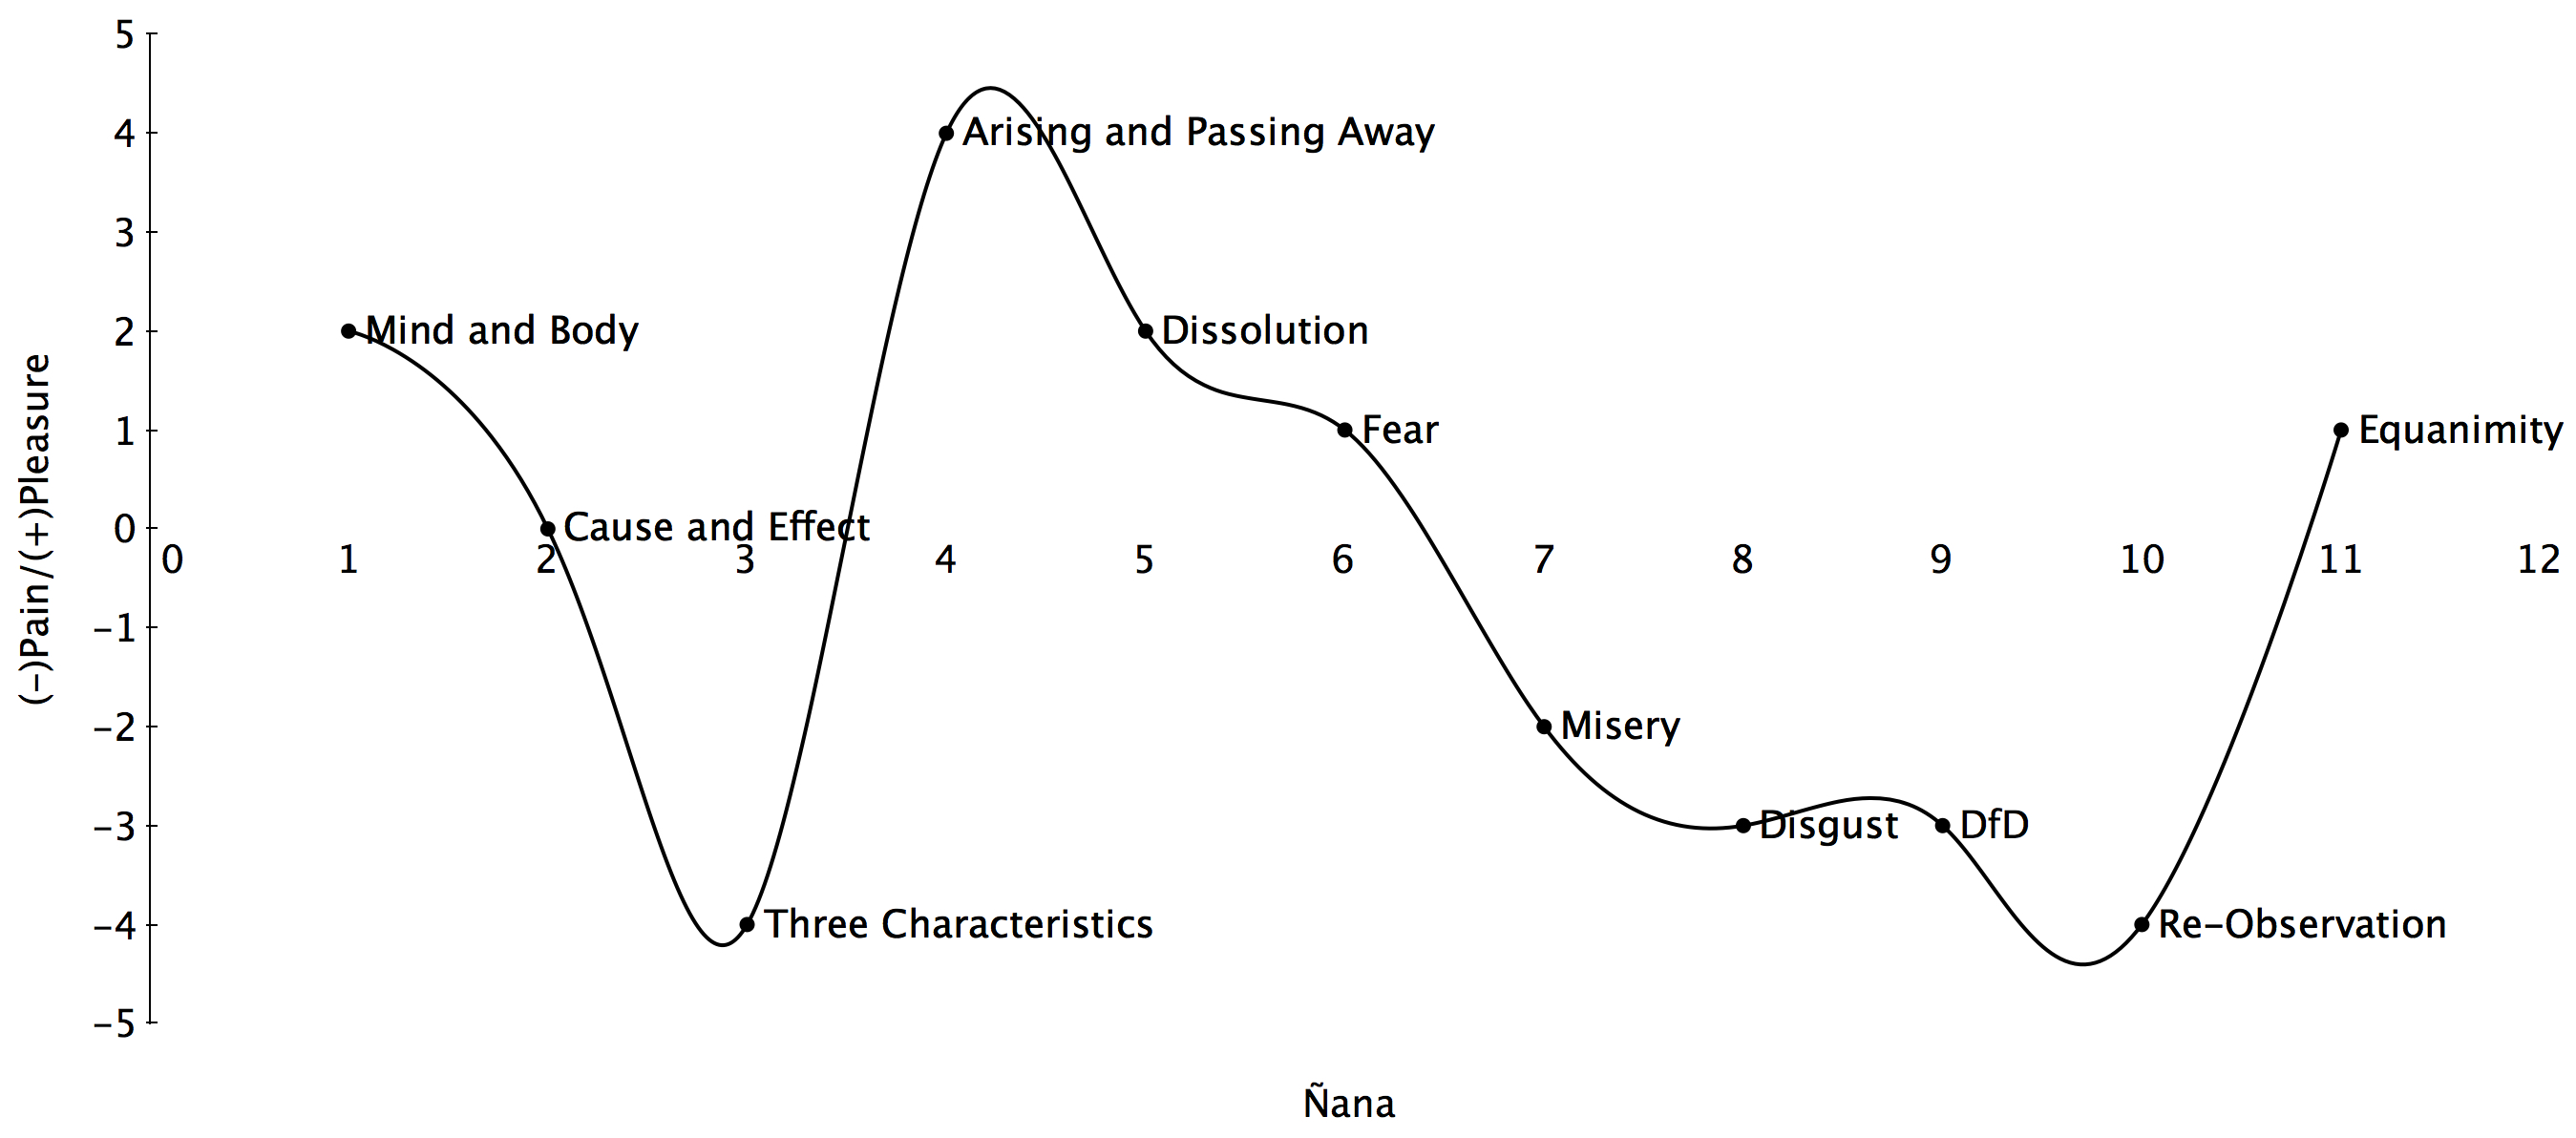 5
4
Arising and Passing Away
3
2
Mind and Body
Dissolution
1
Fear
Equanimity
0
Cause and Effect
0 1 2 3 4 5 6 7 8 9 10 11 12
−1
−2
Misery
−3
Disgust
DfD
−4
Three Characteristics
Re−Observation
−5
(−)Pain/(+)Pleasure
Ñana